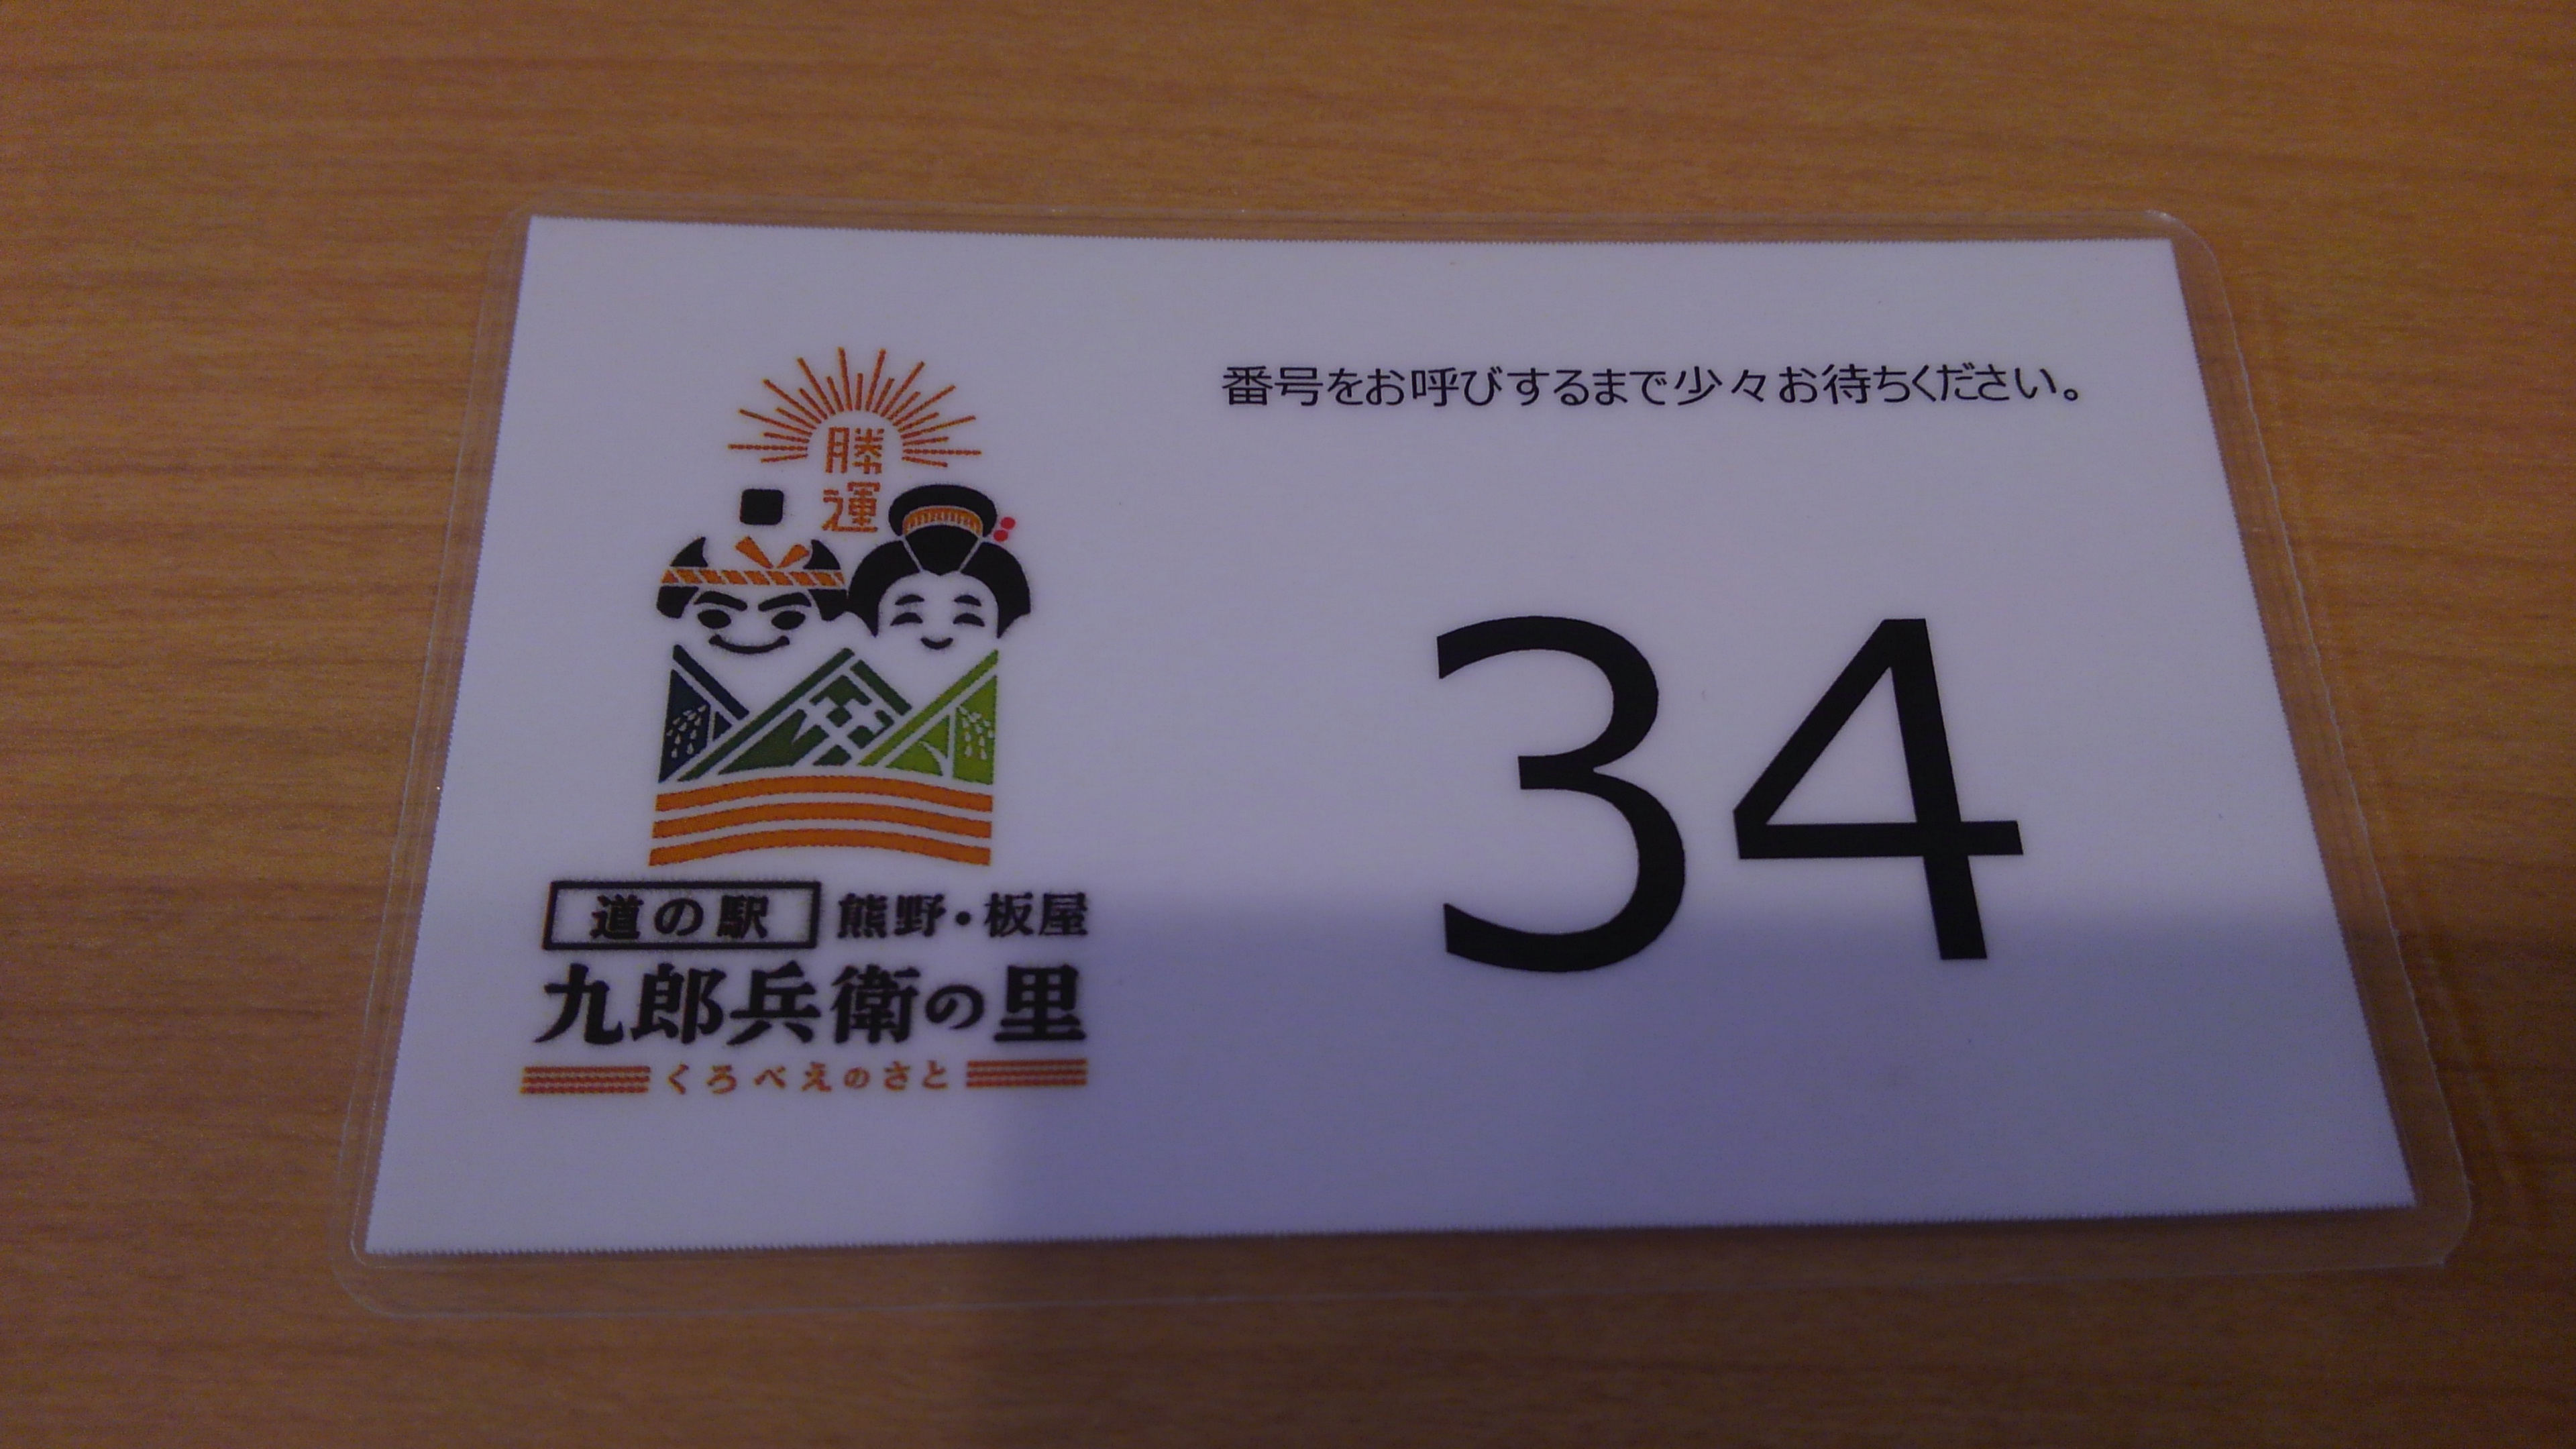 勝
運
道の駅 熊野・板屋
九郎兵衛の里
くろべえのさと
番号をお呼びするまで少々お待ちください。
34